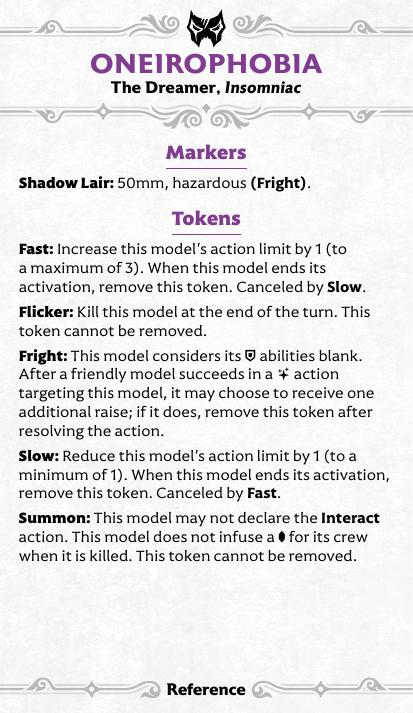 ONEIROPHOBIA
The Dreamer, Insomniac
Markers
Shadow Lair: 50mm, hazardous (Fright).
Tokens
Fast: Increase this model's action limit by 1 (to
a maximum of 3). When this model ends its
activation, remove this token. Canceled by Slow.
Flicker: Kill this model at the end of the turn. This
token cannot be removed.
Fright: This model considers its abilities blank.
After a friendly model succeeds in a action
targeting this model, it may choose to receive one
additional raise; if it does, remove this token after
resolving the action.
Slow: Reduce this model's action limit by 1 (to a
minimum of 1). When this model ends its activation,
remove this token. Canceled by Fast.
Summon: This model may not declare the Interact
action. This model does not infuse a for its crew
when it is killed. This token cannot be removed.
Reference